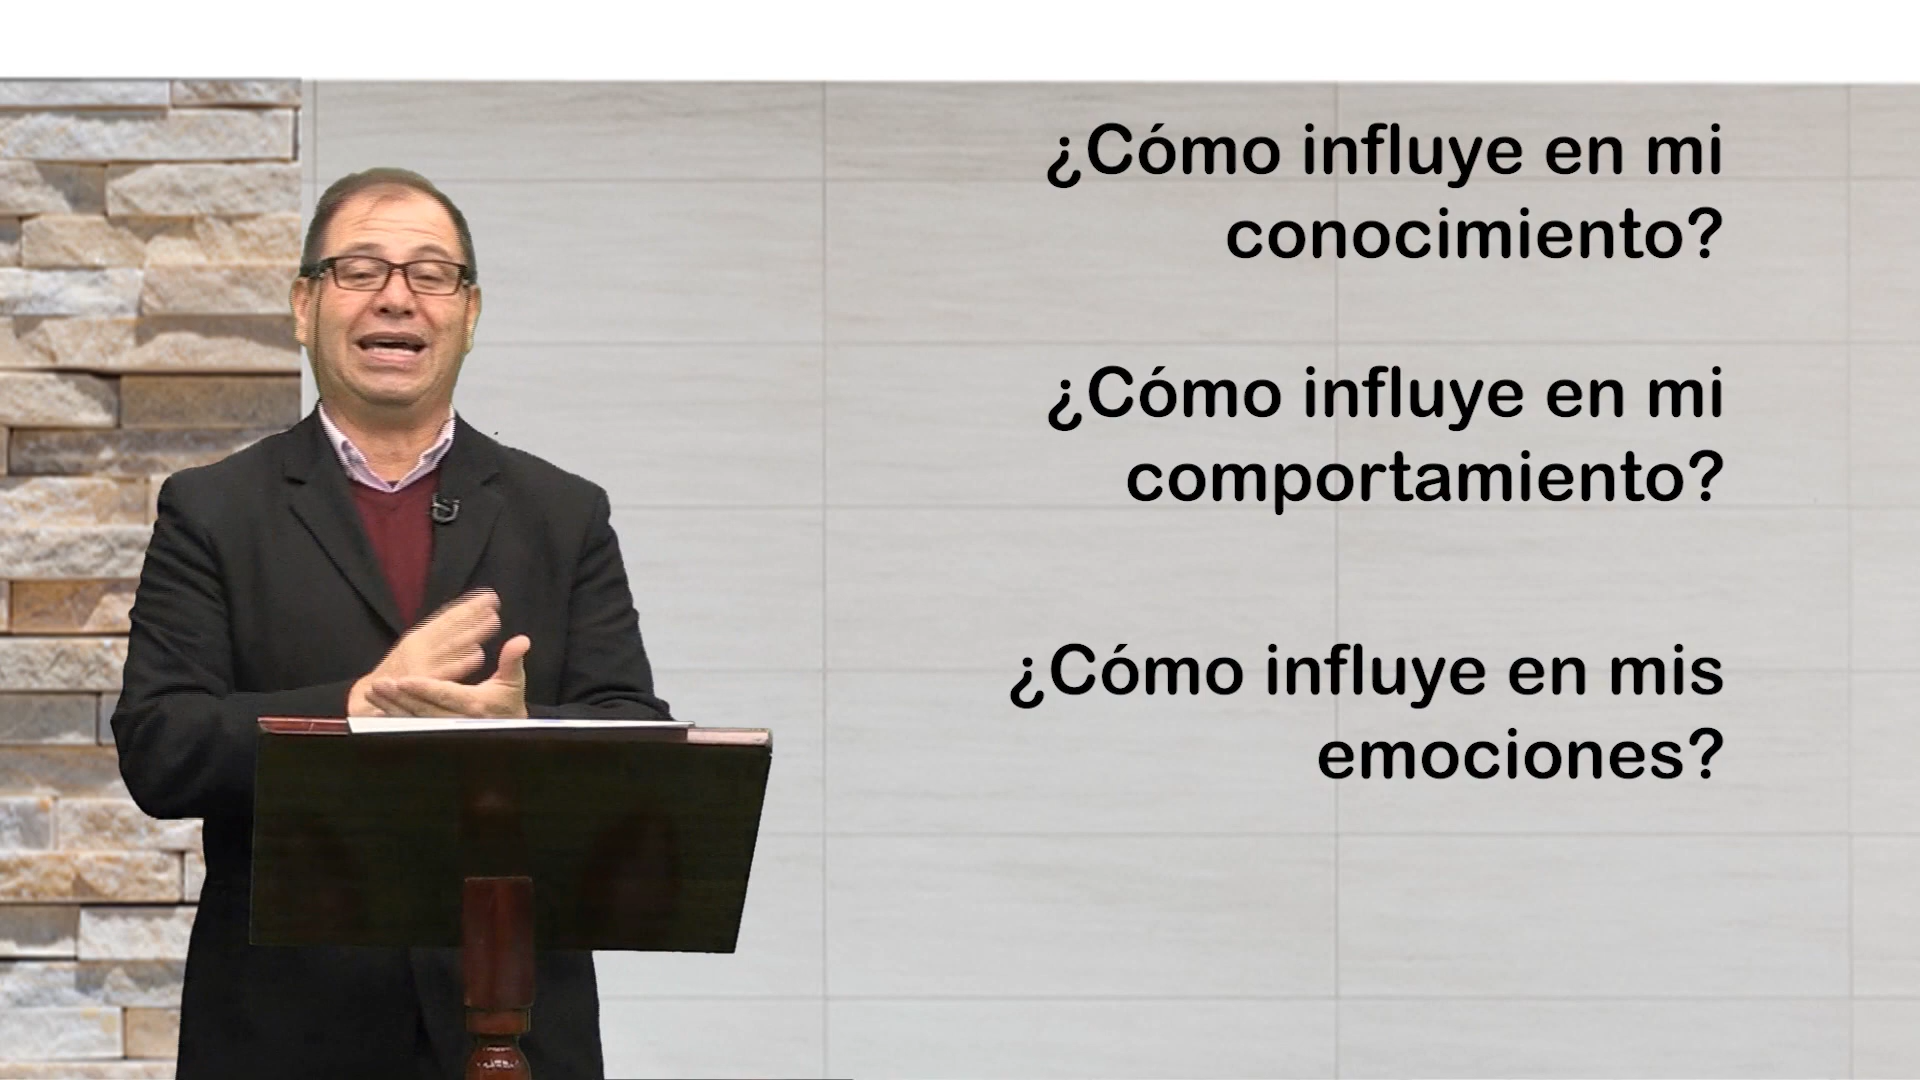 ¿Cómo influye en mi
conocimiento?
¿Cómo influye en mi
comportamiento?
¿Cómo influye en mis
emociones?